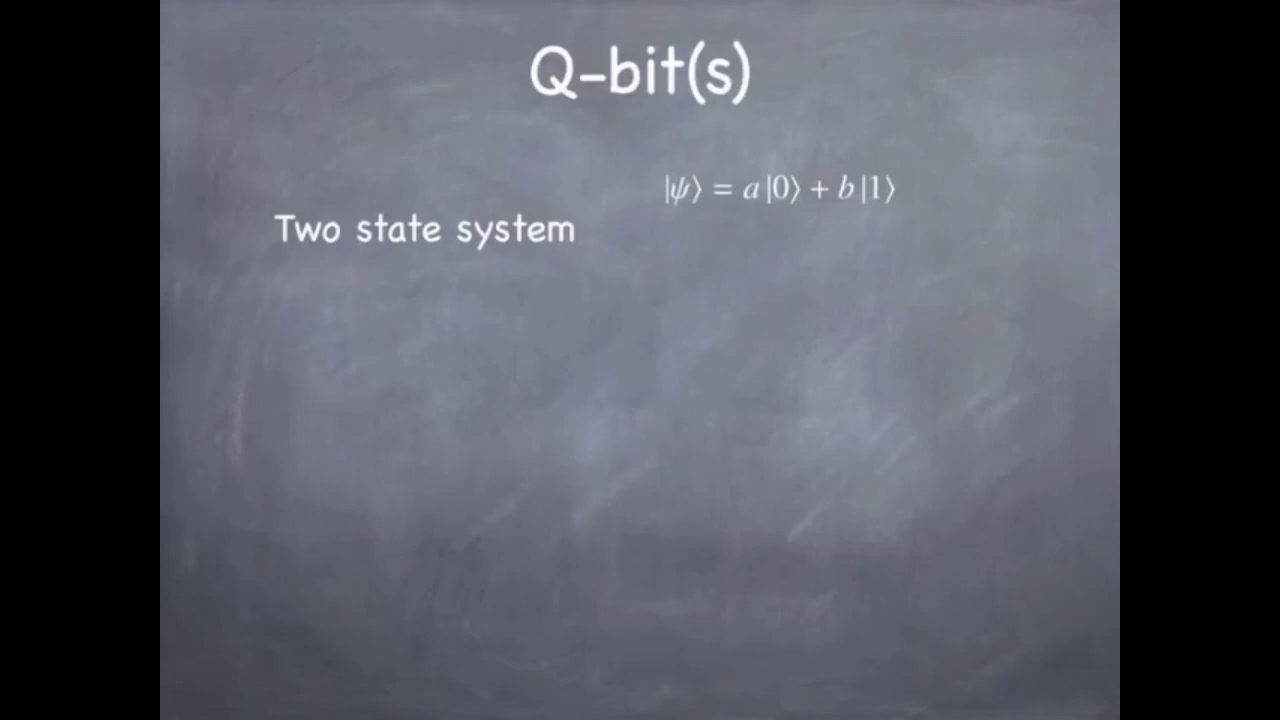 Q-bit(s)
|ψ⟩ = a|0⟩ + b|1⟩
Two state system